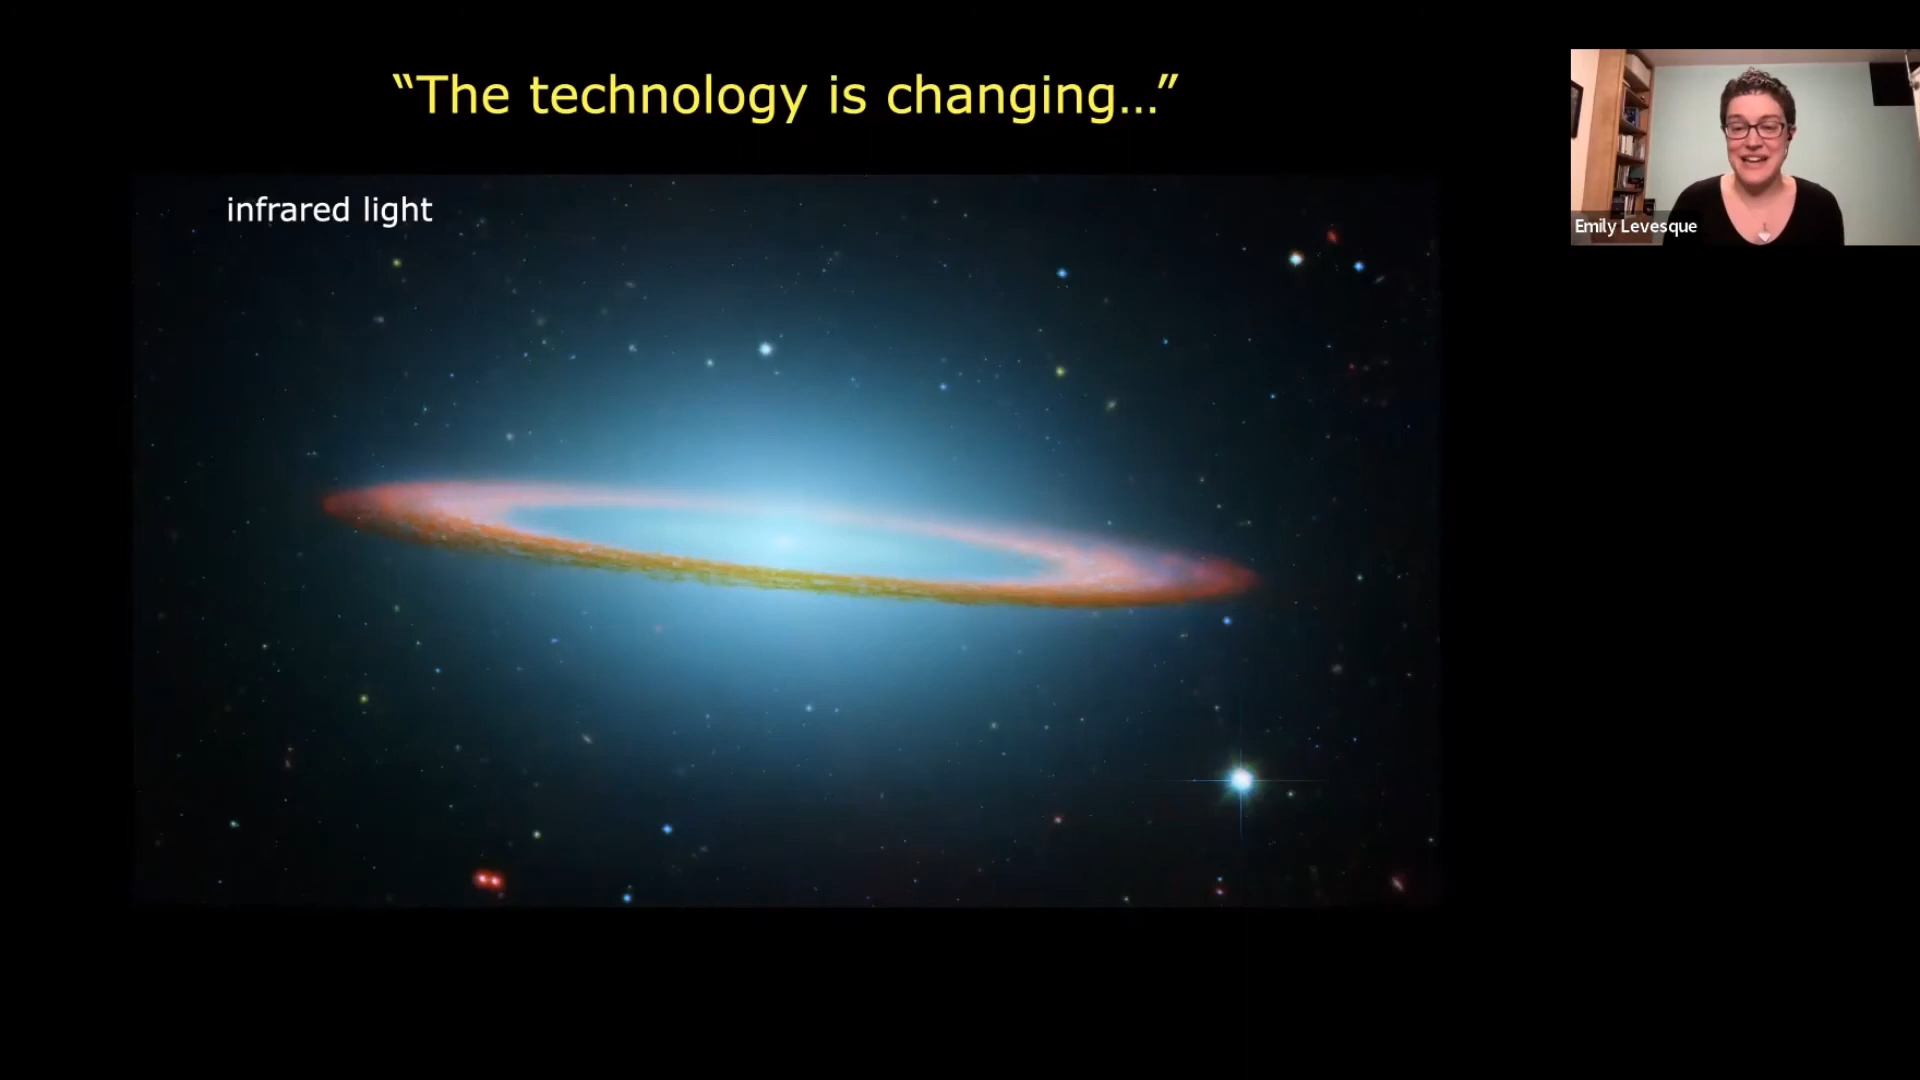 “The technology is changing…”
infrared light
Emily Levesque